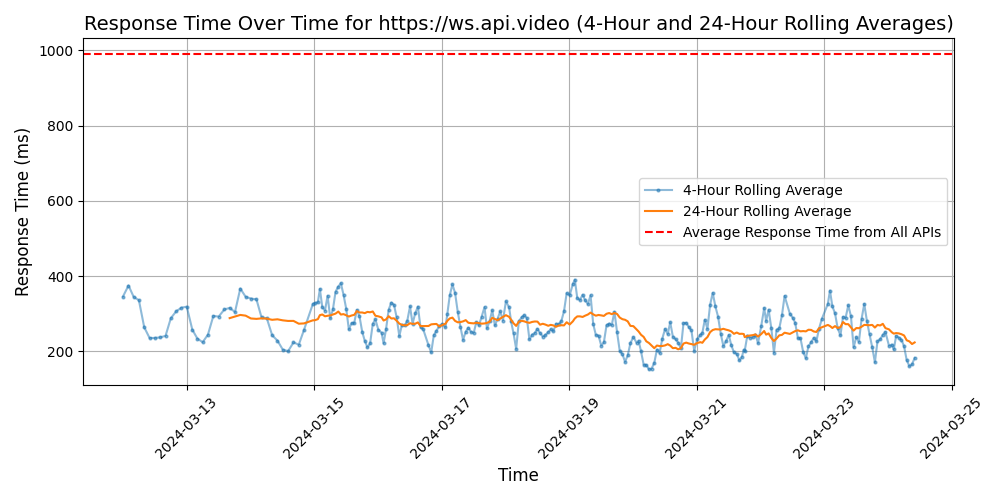 Response Time Over Time for https://ws.api.video (4-Hour and 24-Hour Rolling Averages)
Response Time (ms)
1000
800
600
400
200
4-Hour Rolling Average
24-Hour Rolling Average
Average Response Time from All APIs
2024-03-13
2024-03-15
2024-03-17
2024-03-19
2024-03-21
2024-03-23
2024-03-25
Time